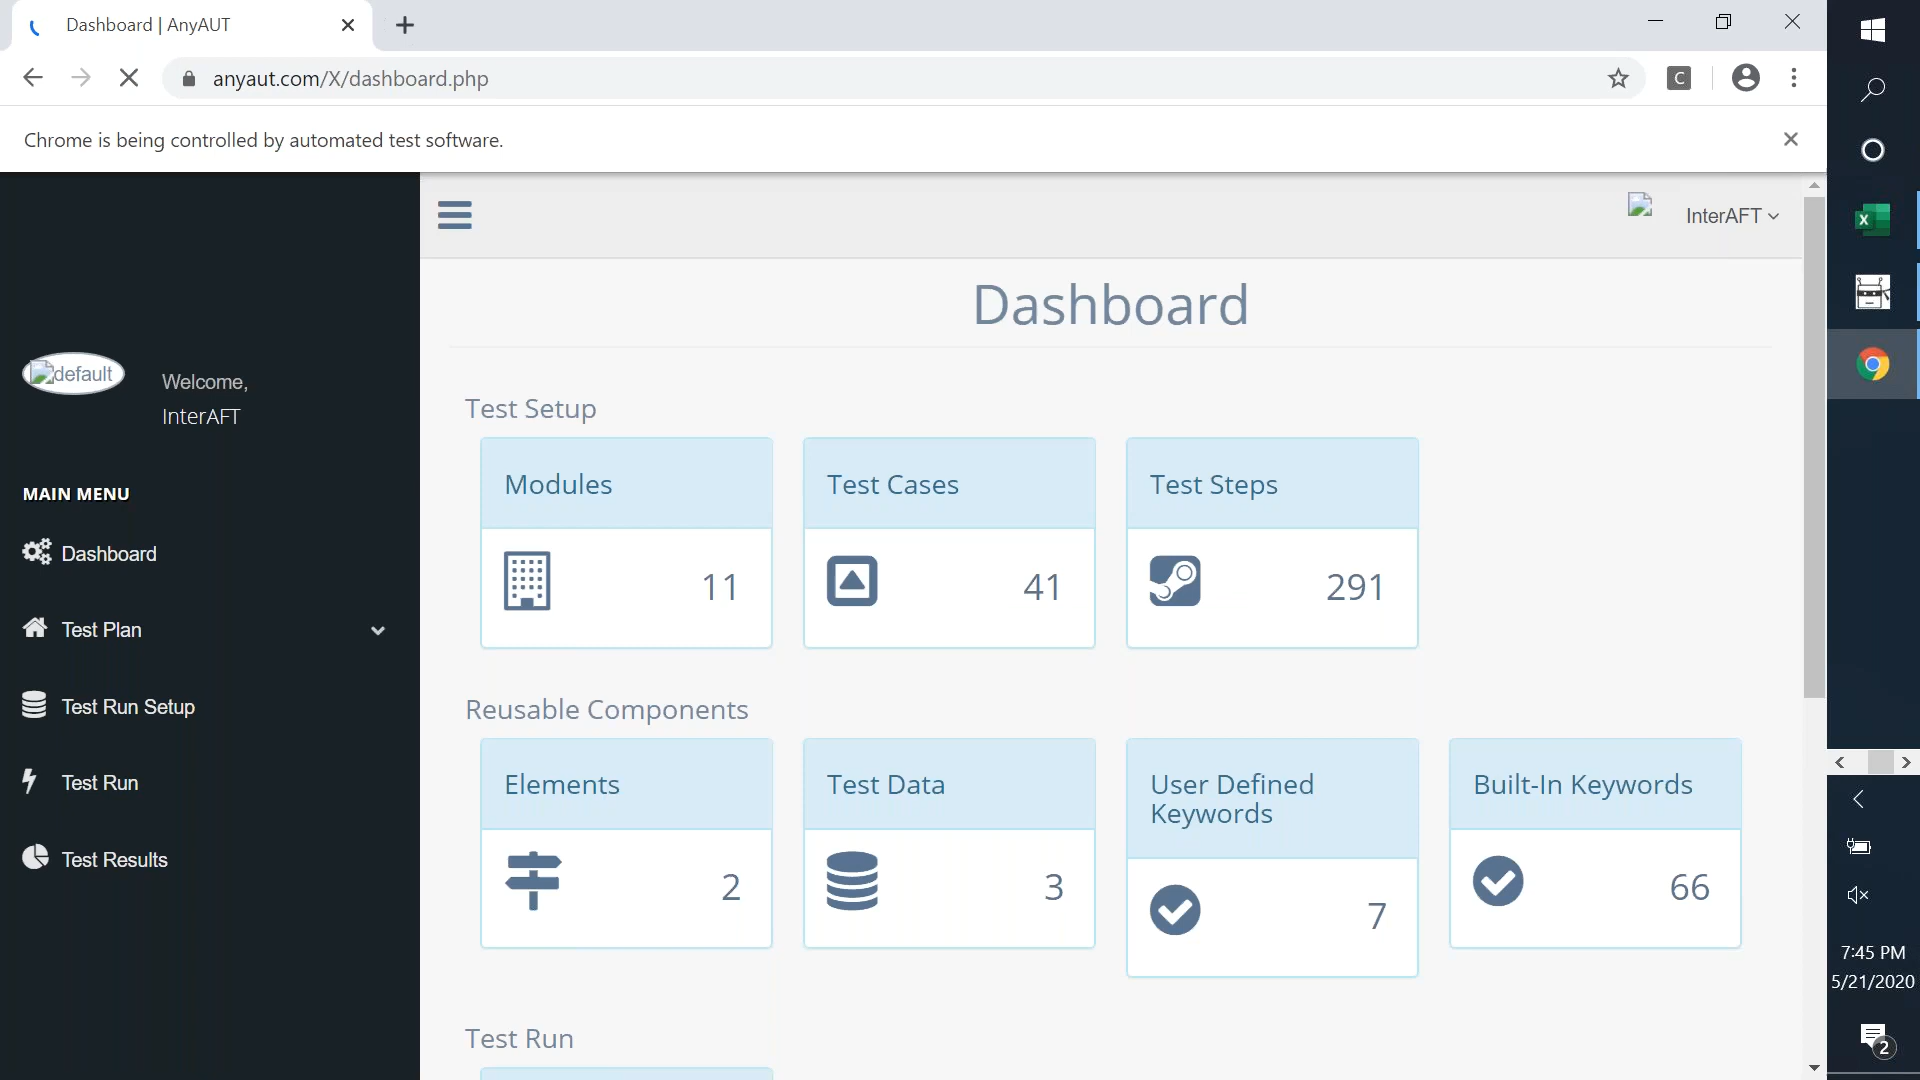 Dashboard | AnyAUT
anyaut.com/X/dashboard.php
C
Chrome is being controlled by automated test software.
InterAFT
default
Welcome,
InterAFT
MAIN MENU
Dashboard
Test Plan
Test Run Setup
Test Run
Test Results
Dashboard
Test Setup
Modules
Test Cases
Test Steps
11
41
291
Reusable Components
Elements
Test Data
User Defined
Keywords
Built-In Keywords
2
3
7
66
Test Run
X
7:45 PM
5/21/2020
2